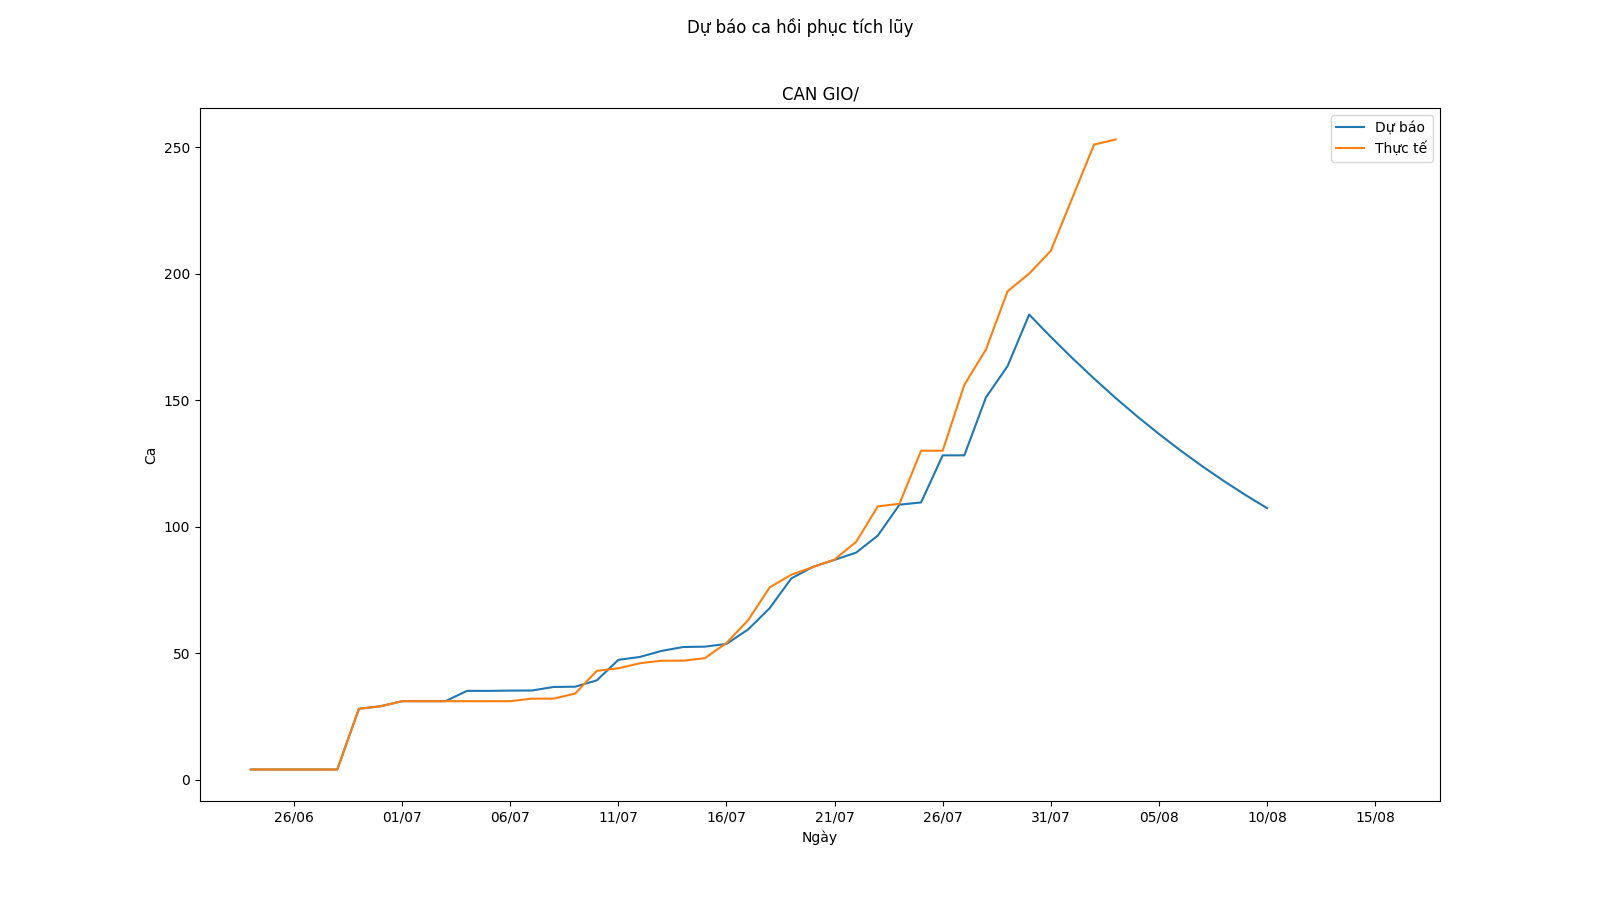 Dự báo ca hồi phục tích lũy
CAN GIO/
Dự báo
Thực tế
250
200
150
100
50
0
Ca
26/06 01/07 06/07 11/07 16/07 21/07 26/07 31/07 05/08 10/08 15/08
Ngày